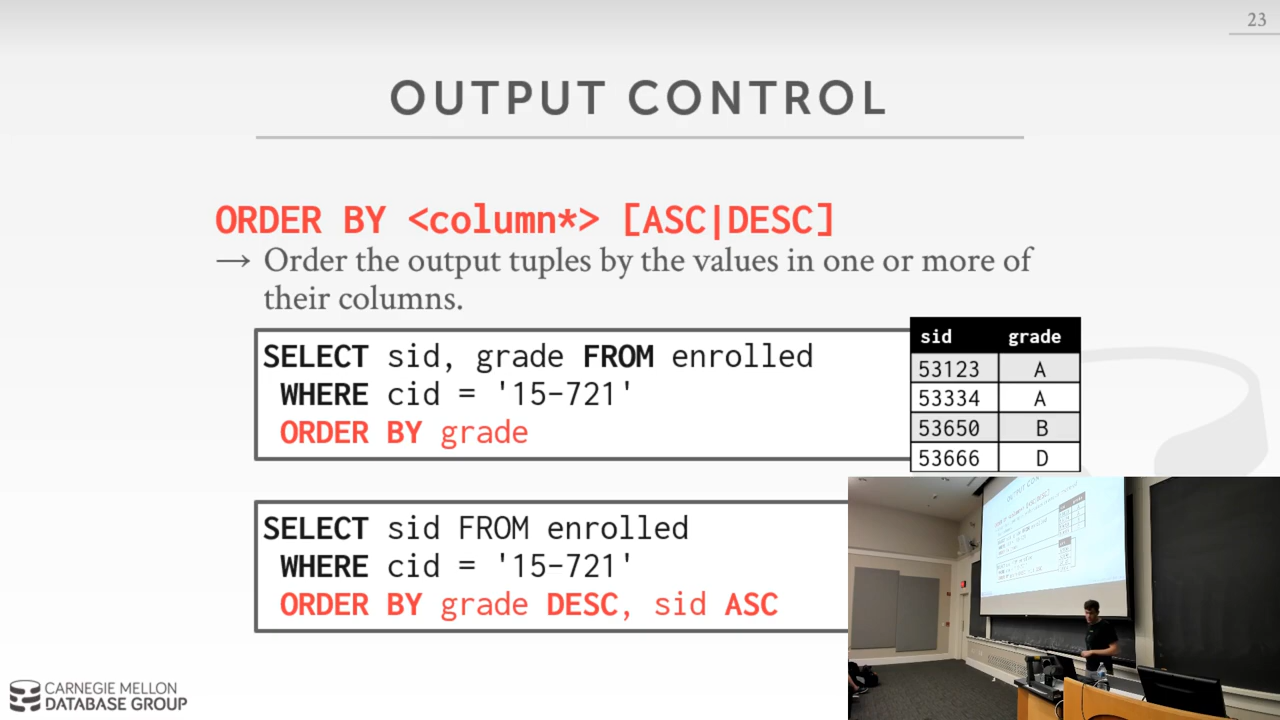 23
OUTPUT CONTROL
ORDER BY <column*> [ASC|DESC]
→ Order the output tuples by the values in one or more of
their columns.
SELECT sid, grade FROM enrolled
WHERE cid = '15-721'
ORDER BY grade
sid grade
53123 A
53334 A
53650 B
53666 D
SELECT sid FROM enrolled
WHERE cid = '15-721'
ORDER BY grade DESC, sid ASC
CARNEGIE MELLON
DATABASE GROUP